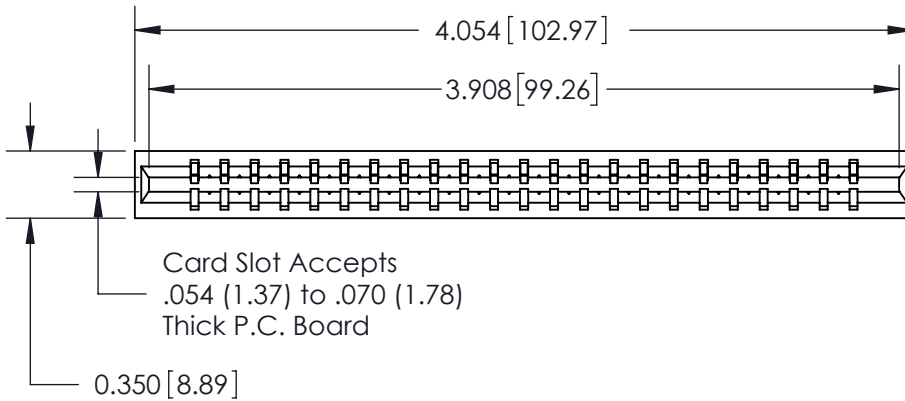 4.054 [102.97]
3.908 [99.26]
Card Slot Accepts
.054 (1.37) to .070 (1.78)
Thick P.C. Board
0.350 [8.89]